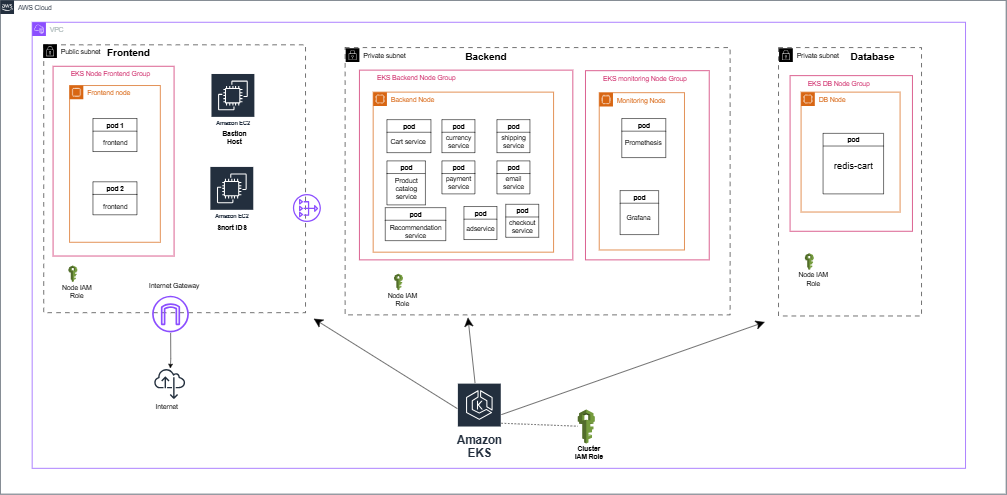 aws
AWS Cloud
VPC
Public subnet
Frontend
EKS Node Frontend Group
Frontend node
pod 1
frontend
pod 2
frontend
Amazon EC2
Bastion
Host
Amazon EC2
Snort IDS
Node IAM
Role
Internet Gateway
Internet
Private subnet
Backend
EKS Backend Node Group
Backend Node
pod
Cart service
pod
currency
service
pod
shipping
service
pod
Product
catalog
service
pod
payment
service
pod
email
service
pod
Recommendation
service
pod
adservice
pod
checkout
service
Node IAM
Role
EKS monitoring Node Group
Monitoring Node
pod
Promethesis
pod
Grafana
Private subnet
Database
EKS DB Node Group
DB Node
pod
redis-cart
Node IAM
Role
K
Amazon
EKS
Cluster
IAM Role